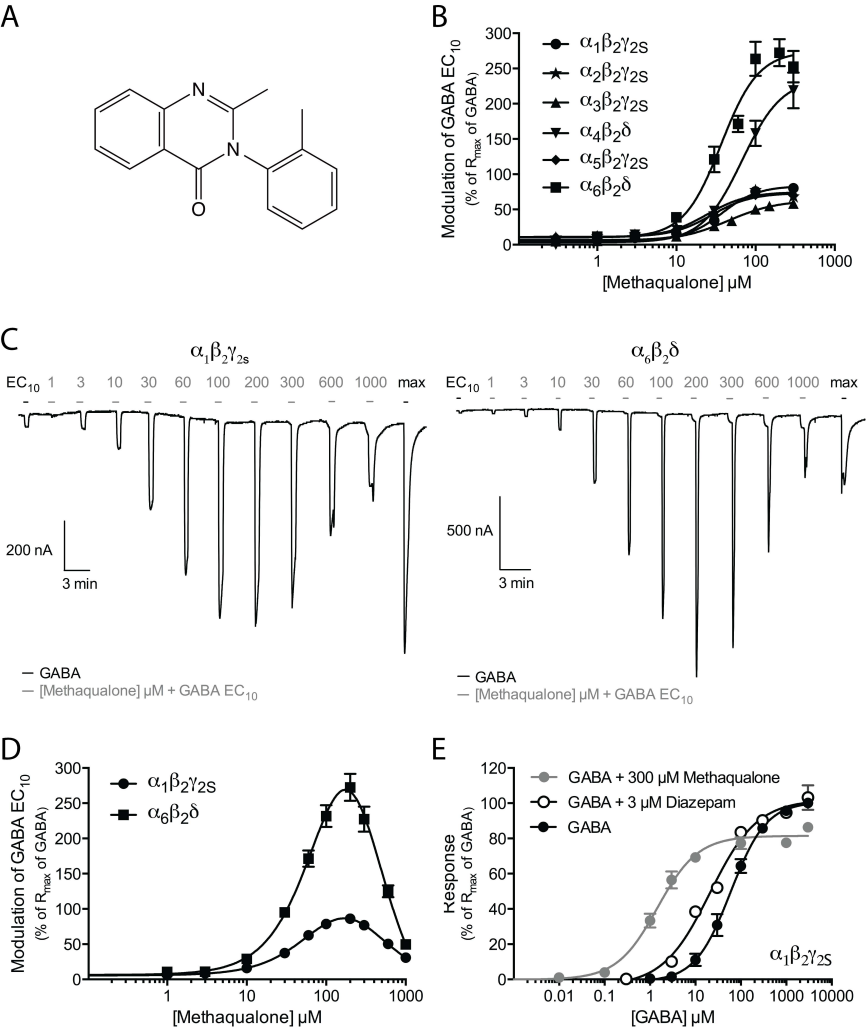 A
N
N
O
B
Modulation of GABA EC10
(% of Rmax of GABA)
300
250
200
150
100
50
0
α1β2γ2S
α2β2γ2S
α3β2γ2S
α4β2δ
α5β2γ2S
α6β2δ
1 10 100 1000
[Methaqualone] µM
C
α1β2γ2s
EC10 1 3 10 30 60 100 200 300 600 1000 max
200 nA
3 min
GABA
[Methaqualone] µM + GABA EC10
α6β2δ
EC10 1 3 10 30 60 100 200 300 600 1000 max
500 nA
3 min
GABA
[Methaqualone] µM + GABA EC10
D
Modulation of GABA EC10
(% of Rmax of GABA)
300
250
200
150
100
50
0
α1β2γ2S
α6β2δ
1 10 100 1000
[Methaqualone] µM
E
Response
(% of Rmax of GABA)
120
100
80
60
40
20
0
GABA + 300 µM Methaqualone
GABA + 3 µM Diazepam
GABA
α1β2γ2S
0.01 0.1 1 10 100 1000 10000
[GABA] µM